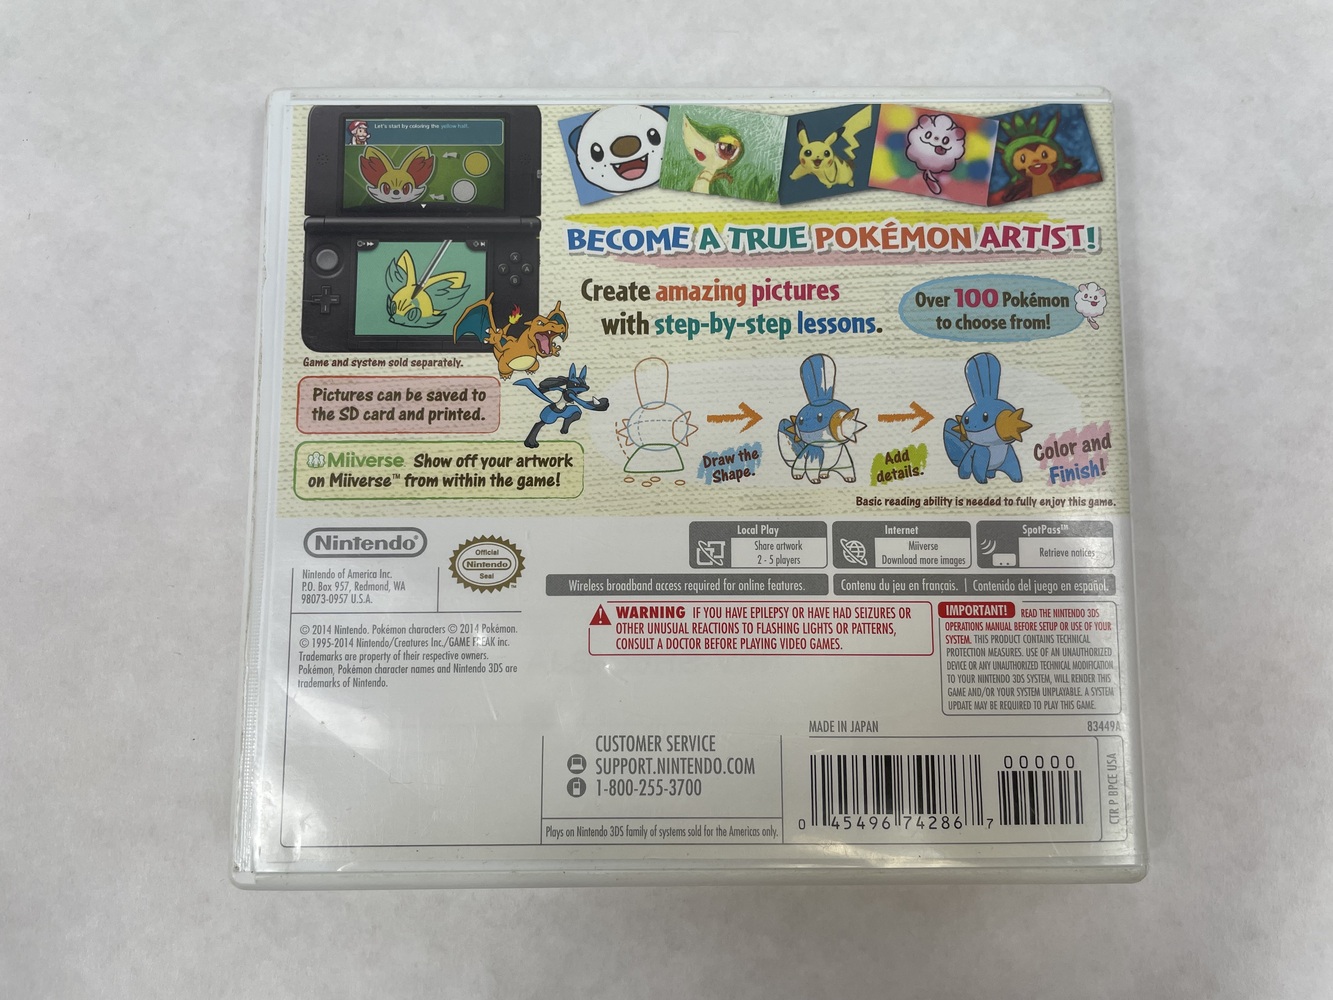 Let's start by coloring the yellow half.
BECOME A TRUE POKÉMON ARTIST!
Create amazing pictures
with step-by-step lessons.
Over 100 Pokémon
to choose from!
Game and system sold separately.
Pictures can be saved to
the SD card and printed.
Miiverse Show off your artwork
on Miiverse™ from within the game!
Draw the
Shape.
Add
details.
Color and
Finish!
Basic reading ability is needed to fully enjoy this game.
Nintendo®
Nintendo of America Inc.
P.O. Box 957, Redmond, WA
98073-0957 U.S.A.
Official
Nintendo
Seal
Local Play
Share artwork
2 - 5 players
Internet
Miiverse
Download more images
SpotPass™
Retrieve notices
Wireless broadband access required for online features.
Contenu du jeu en français. | Contenido del juego en español.
© 2014 Nintendo. Pokémon characters © 2014 Pokémon.
© 1995-2014 Nintendo/Creatures Inc./GAME FREAK inc.
Trademarks are property of their respective owners.
Pokémon, Pokémon character names and Nintendo 3DS are
trademarks of Nintendo.
WARNING IF YOU HAVE EPILEPSY OR HAVE HAD SEIZURES OR
OTHER UNUSUAL REACTIONS TO FLASHING LIGHTS OR PATTERNS,
CONSULT A DOCTOR BEFORE PLAYING VIDEO GAMES.
IMPORTANT! READ THE NINTENDO 3DS
OPERATIONS MANUAL BEFORE SETUP OR USE OF YOUR
SYSTEM. THIS PRODUCT CONTAINS TECHNICAL
PROTECTION MEASURES. USE OF AN UNAUTHORIZED
DEVICE OR ANY UNAUTHORIZED TECHNICAL MODIFICATION
TO YOUR NINTENDO 3DS SYSTEM, WILL RENDER THIS
GAME AND/OR YOUR SYSTEM UNPLAYABLE. A SYSTEM
UPDATE MAY BE REQUIRED TO PLAY THIS GAME.
MADE IN JAPAN
83449A
CUSTOMER SERVICE
SUPPORT.NINTENDO.COM
1-800-255-3700
Plays on Nintendo 3DS family of systems sold for the Americas only.
00000
0 45496 74286 7
CTR P BPCE USA